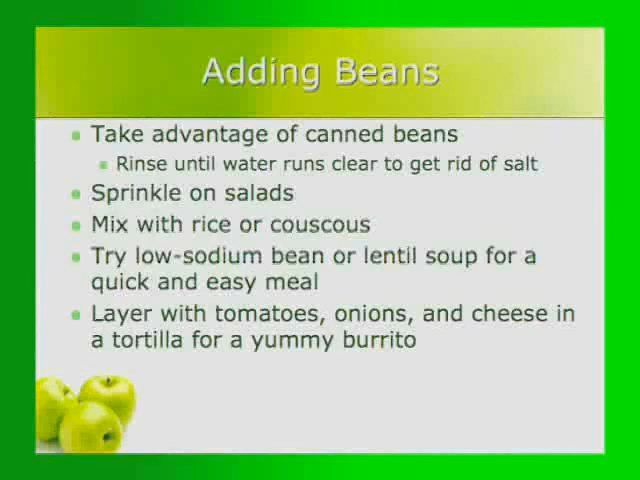 Adding Beans
Take advantage of canned beans
Rinse until water runs clear to get rid of salt
Sprinkle on salads
Mix with rice or couscous
Try low-sodium bean or lentil soup for a
quick and easy meal
Layer with tomatoes, onions, and cheese in
a tortilla for a yummy burrito